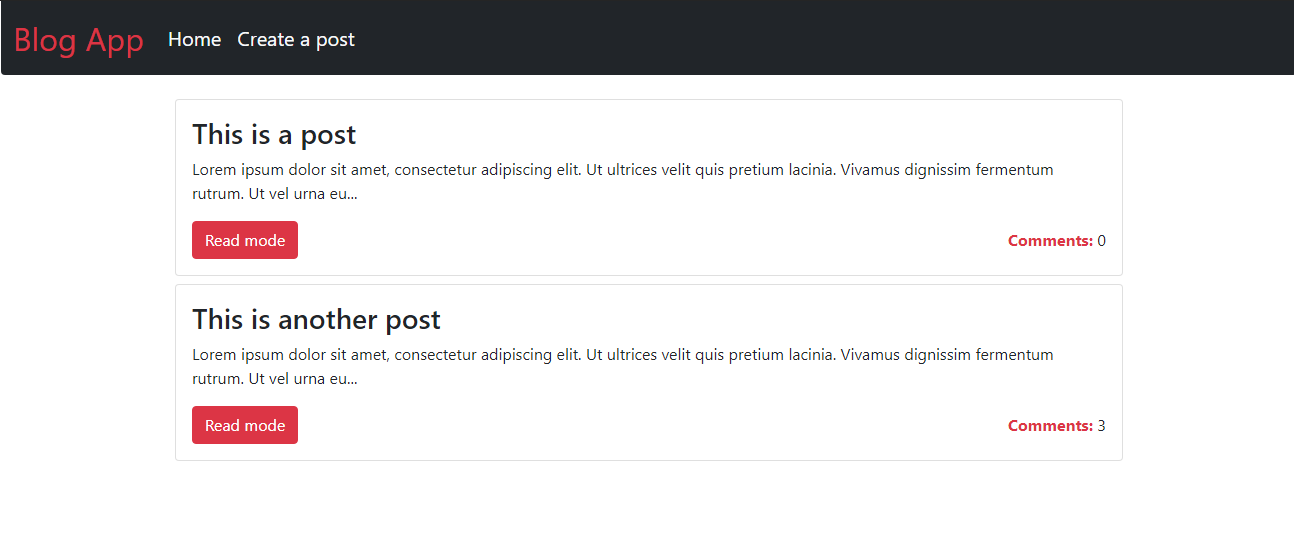 Blog App Home Create a post
This is a post
Lorem ipsum dolor sit amet, consectetur adipiscing elit. Ut ultrices velit quis pretium lacinia. Vivamus dignissim fermentum
rutrum. Ut vel urna eu...
Read mode Comments: 0
This is another post
Lorem ipsum dolor sit amet, consectetur adipiscing elit. Ut ultrices velit quis pretium lacinia. Vivamus dignissim fermentum
rutrum. Ut vel urna eu...
Read mode Comments: 3